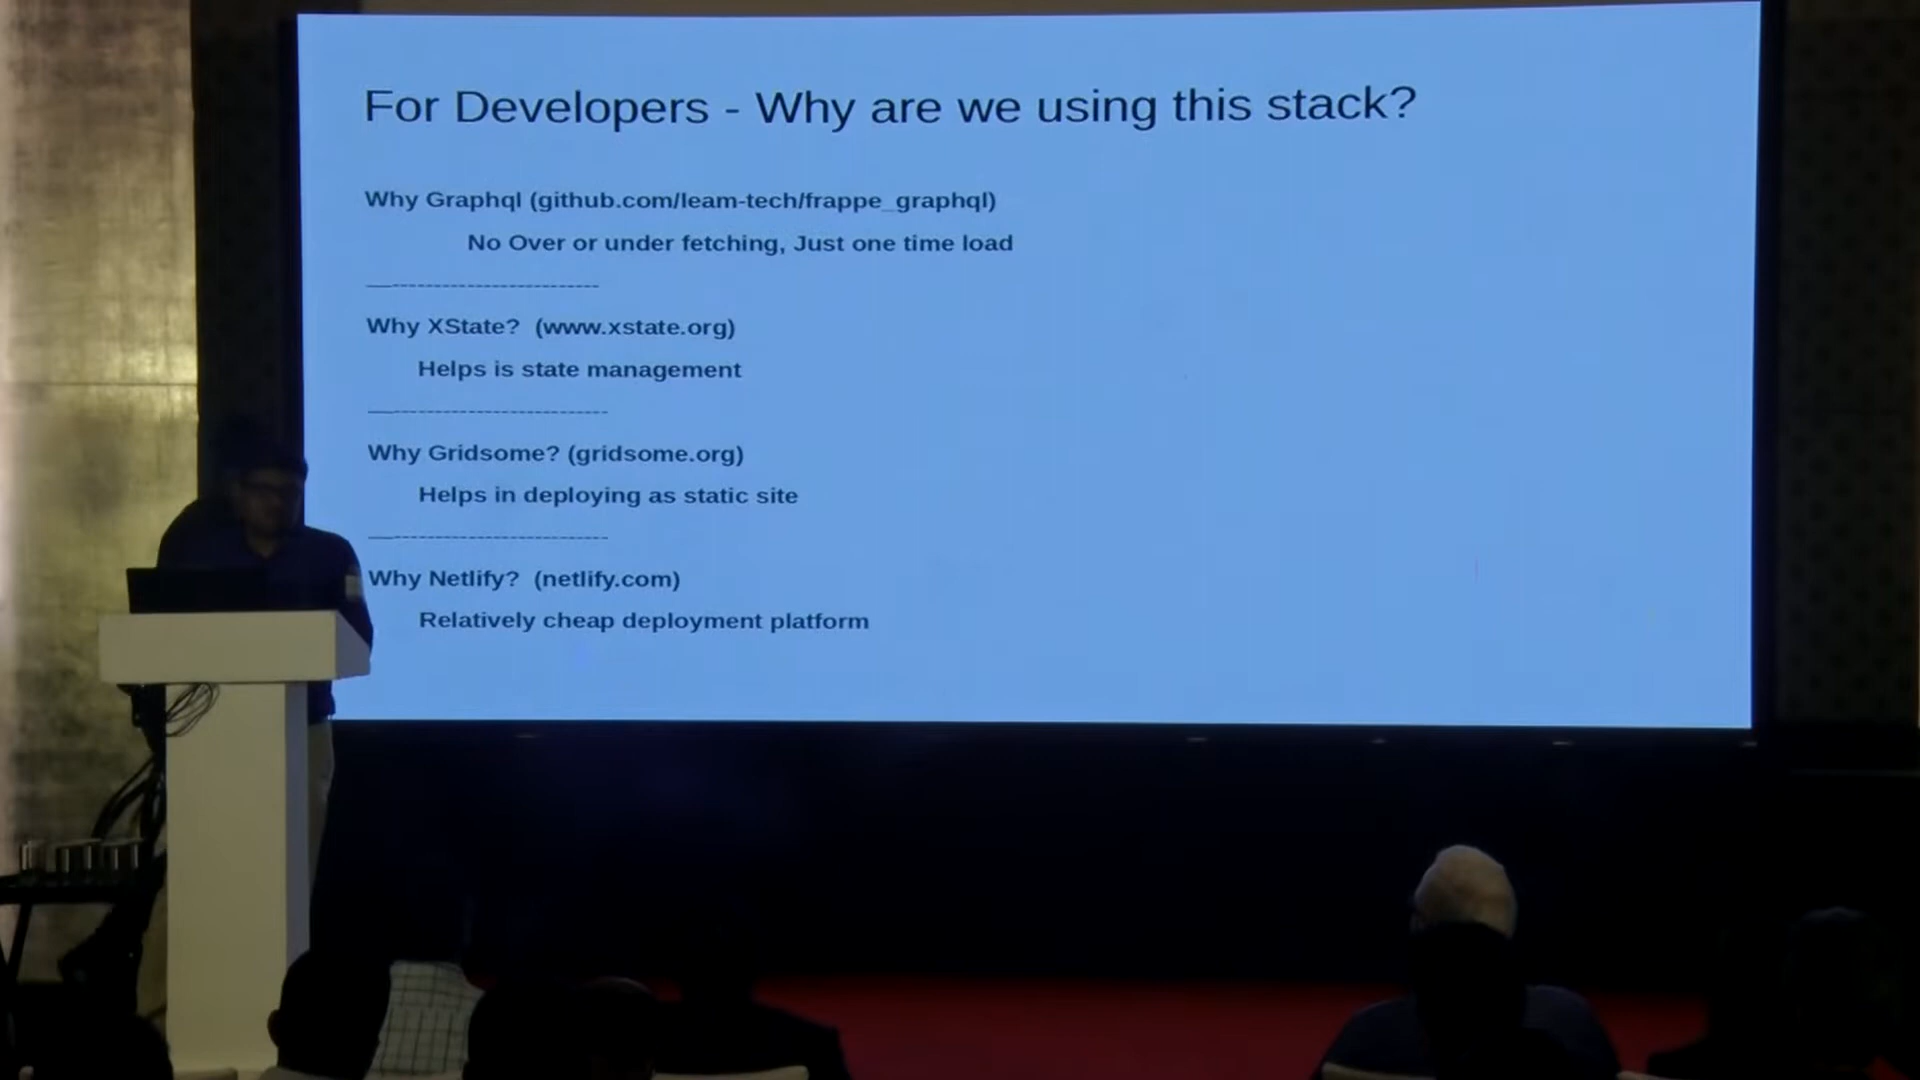 For Developers - Why are we using this stack?
Why Graphql (github.com/leam-tech/frappe_graphql)
No Over or under fetching, Just one time load
—-------------------------
Why XState?  (www.xstate.org)
Helps is state management
—--------------------------
Why Gridsome? (gridsome.org)
Helps in deploying as static site
—--------------------------
Why Netlify?  (netlify.com)
Relatively cheap deployment platform